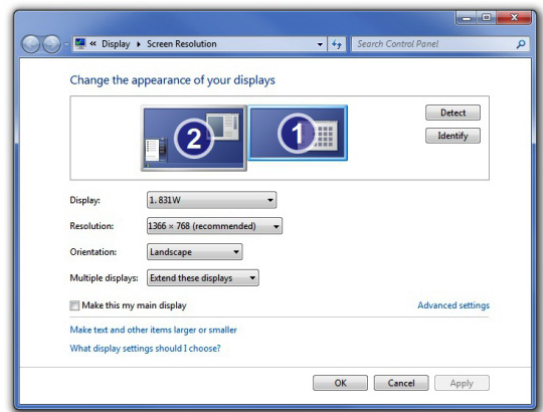 « Display ▸ Screen Resolution
Search Control Panel
Change the appearance of your displays
2
1
Detect
Identify
Display: 1. 831W
Resolution: 1366 × 768 (recommended)
Orientation: Landscape
Multiple displays: Extend these displays
Make this my main display
Advanced settings
Make text and other items larger or smaller
What display settings should I choose?
OK Cancel Apply